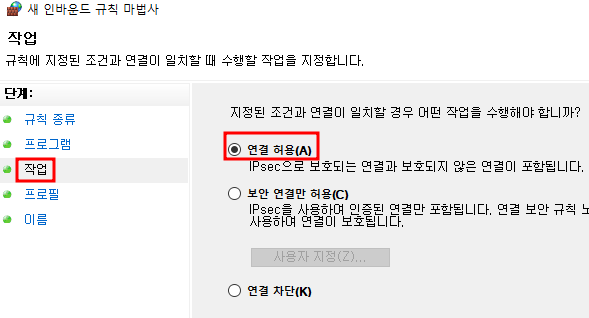 새 인바운드 규칙 마법사
작업
규칙에 지정된 조건과 연결이 일치할 때 수행할 작업을 지정합니다.
단계:
규칙 종류
프로그램
작업
프로필
이름
지정된 조건과 연결이 일치할 경우 어떤 작업을 수행해야 합니까?
연결 허용(A)
IPsec으로 보호되는 연결과 보호되지 않은 연결이 포함됩니다.
보안 연결만 허용(C)
IPsec을 사용하여 인증된 연결만 포함됩니다. 연결 보안 규칙 노
사용하여 연결이 보호됩니다.
사용자 지정(Z)...
연결 차단(K)